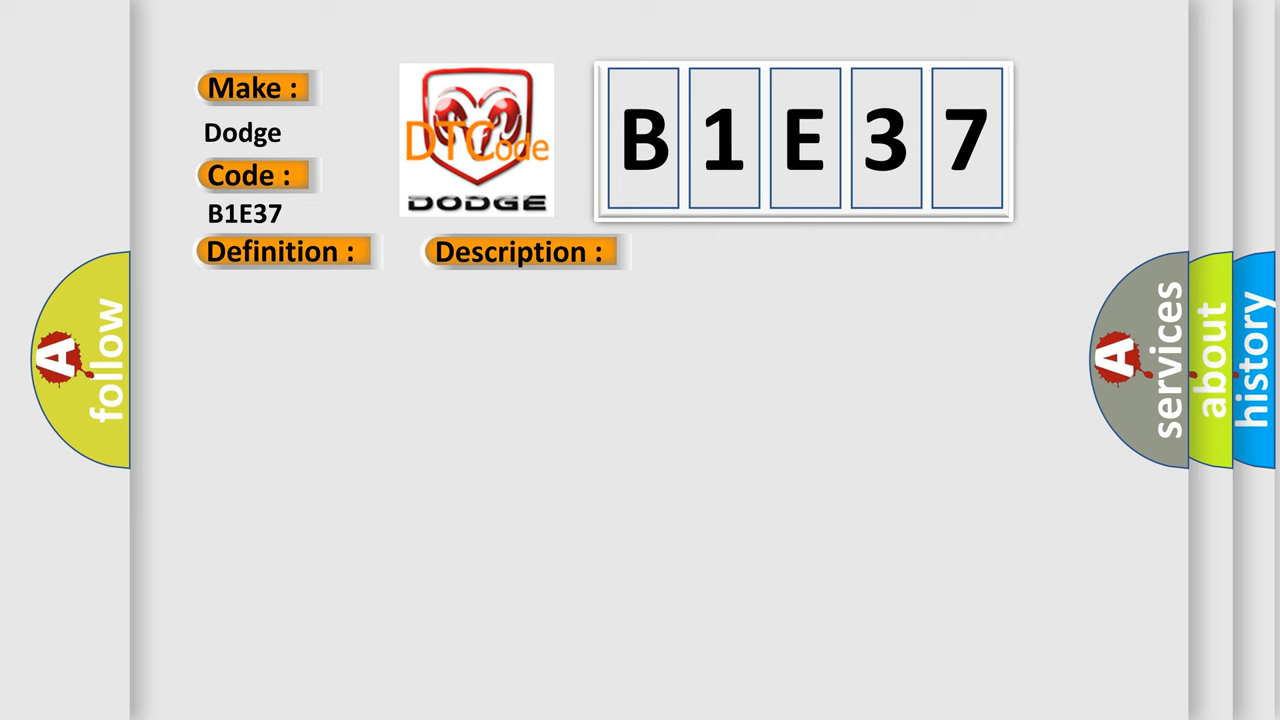 Make :
Dodge
Code :
B1E37
Definition :
Description :
DTCode
DODGE
B 1 E 3 7
A
follow
A
services
about
history